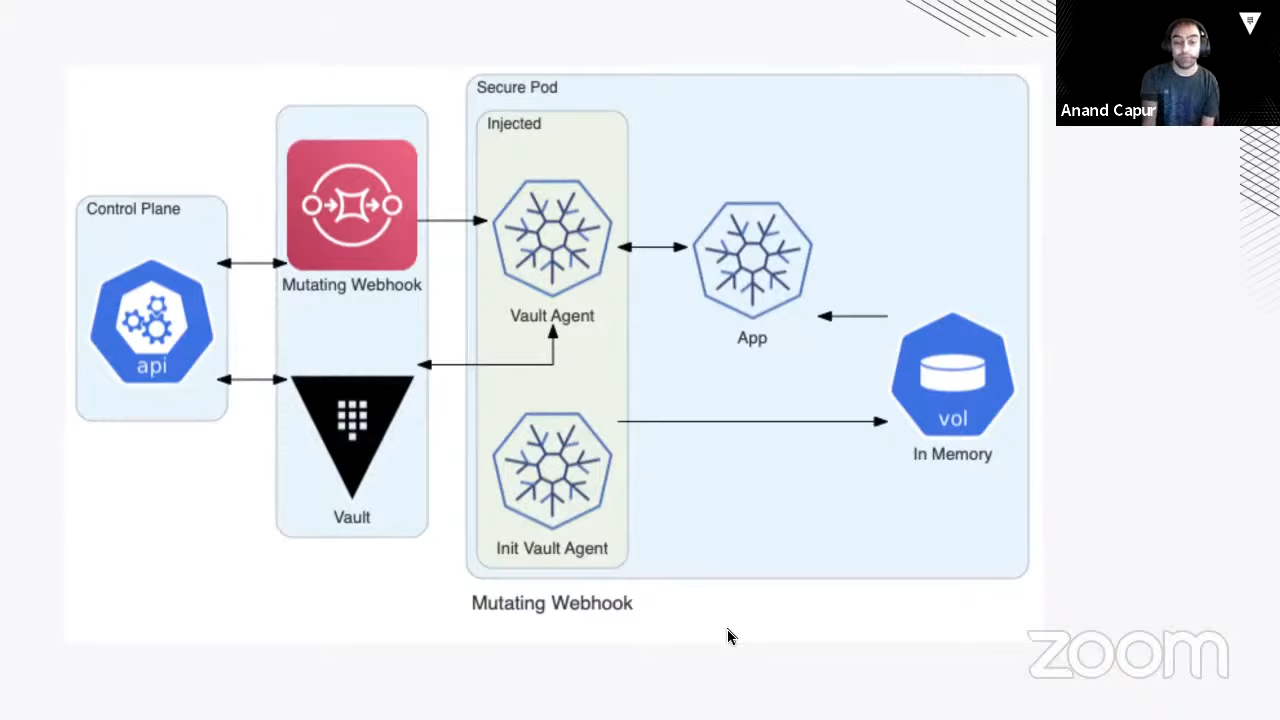 Secure Pod
Injected
Anand Capur
Control Plane
api
Mutating Webhook
Vault Agent
App
vol
In Memory
Vault
Init Vault Agent
Mutating Webhook
zoom